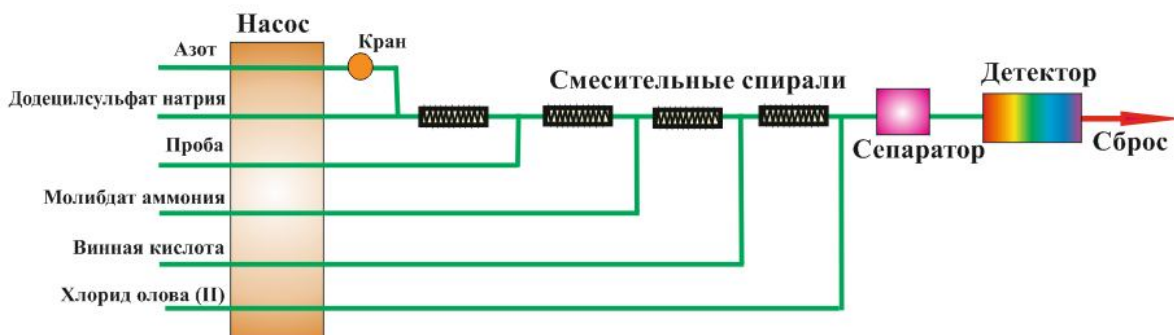 Насос
Азот
Кран
Додецилсульфат натрия
Смесительные спирали
Детектор
Проба
Сепаратор
Сброс
Молибдат аммония
Винная кислота
Хлорид олова (II)